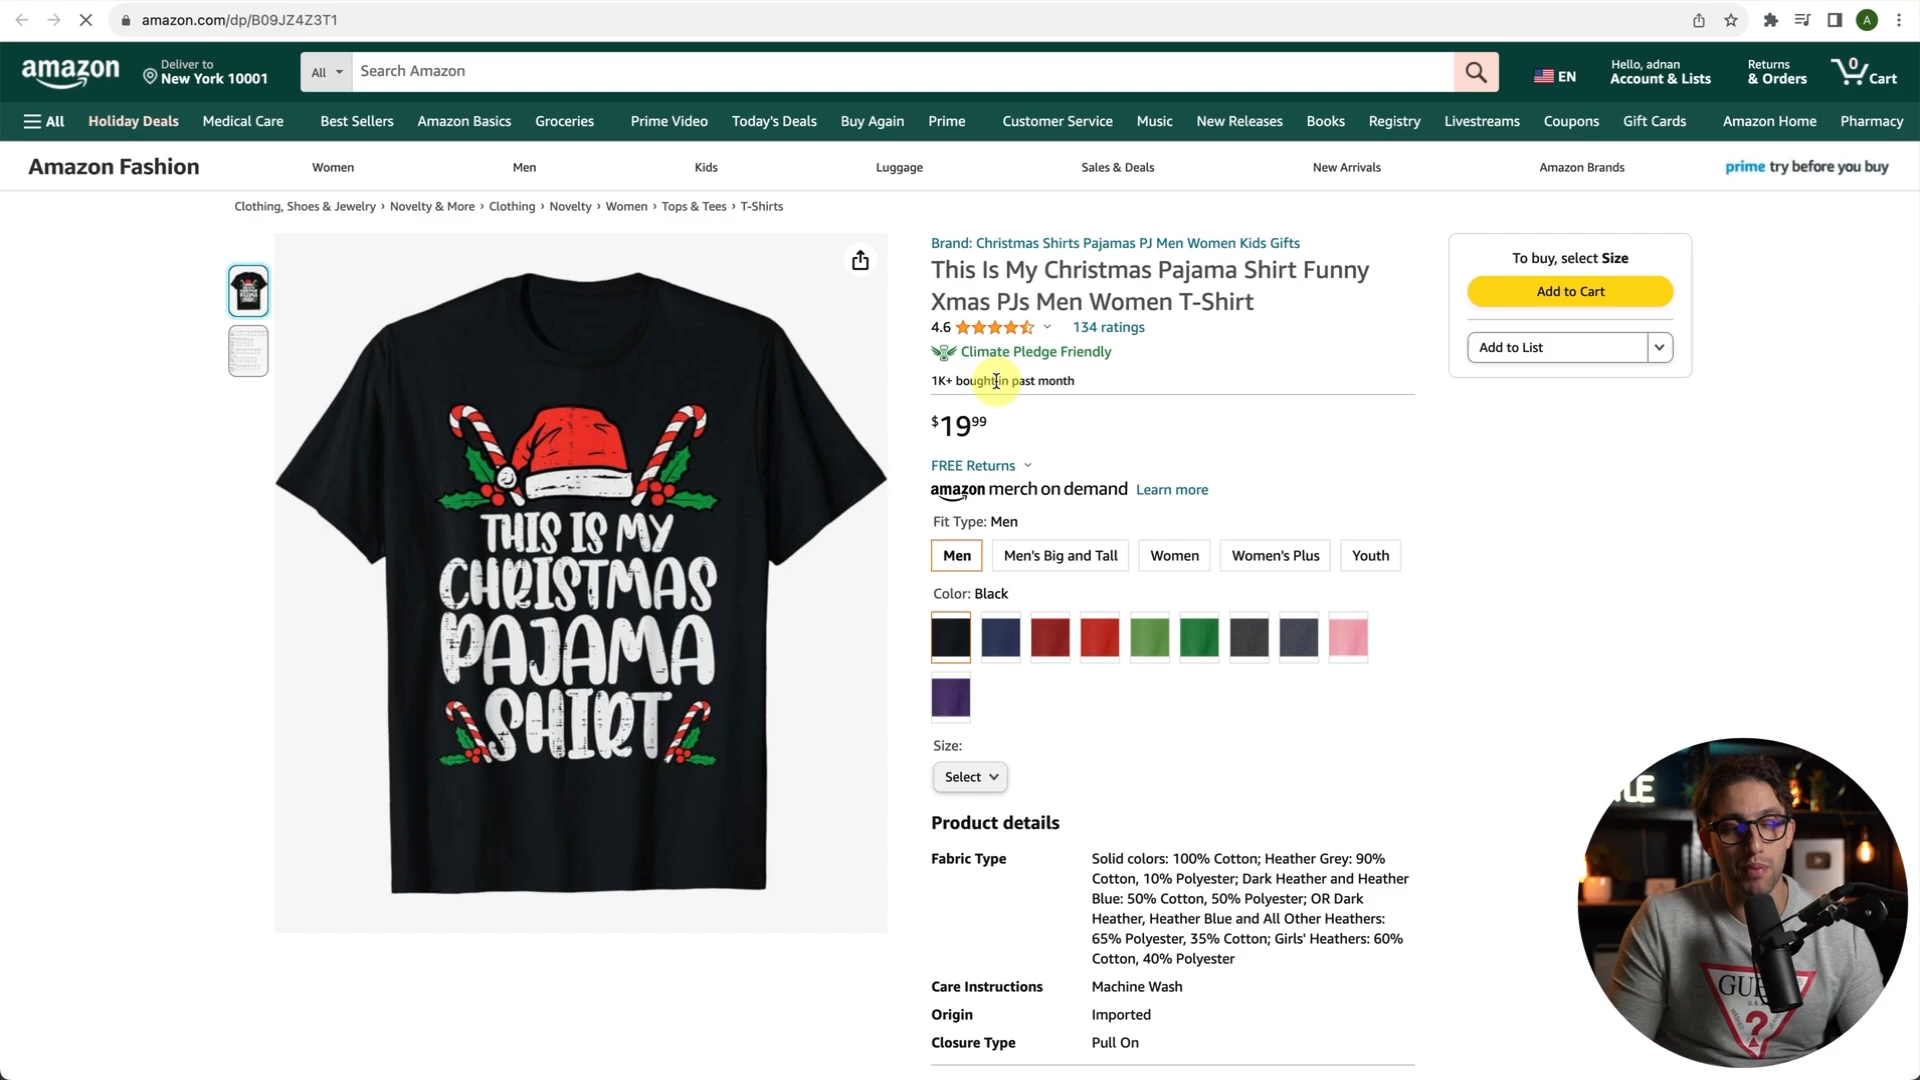 amazon.com/dp/B09JZ4Z3T1
A
amazon
Deliver to
New York 10001
All
Search Amazon
EN
Hello, adnan
Account & Lists
Returns
& Orders
0
Cart
All
Holiday Deals
Medical Care
Best Sellers
Amazon Basics
Groceries
Prime Video
Today's Deals
Buy Again
Prime
Customer Service
Music
New Releases
Books
Registry
Livestreams
Coupons
Gift Cards
Amazon Home
Pharmacy
Amazon Fashion
Women
Men
Kids
Luggage
Sales & Deals
New Arrivals
Amazon Brands
prime try before you buy
Clothing, Shoes & Jewelry › Novelty & More › Clothing › Novelty › Women › Tops & Tees › T-Shirts
THIS IS MY
CHRISTMAS
PAJAMA
SHIRT
Brand: Christmas Shirts Pajamas PJ Men Women Kids Gifts
This Is My Christmas Pajama Shirt Funny
Xmas PJs Men Women T-Shirt
4.6
134 ratings
Climate Pledge Friendly
1K+ bought in past month
$19.99
FREE Returns
amazon merch on demand Learn more
Fit Type: Men
Men
Men's Big and Tall
Women
Women's Plus
Youth
Color: Black
Size:
Select
Product details
Fabric Type
Solid colors: 100% Cotton; Heather Grey: 90%
Cotton, 10% Polyester; Dark Heather and Heather
Blue: 50% Cotton, 50% Polyester; OR Dark
Heather, Heather Blue and All Other Heathers:
65% Polyester, 35% Cotton; Girls' Heathers: 60%
Cotton, 40% Polyester
Care Instructions
Machine Wash
Origin
Imported
Closure Type
Pull On
To buy, select Size
Add to Cart
Add to List